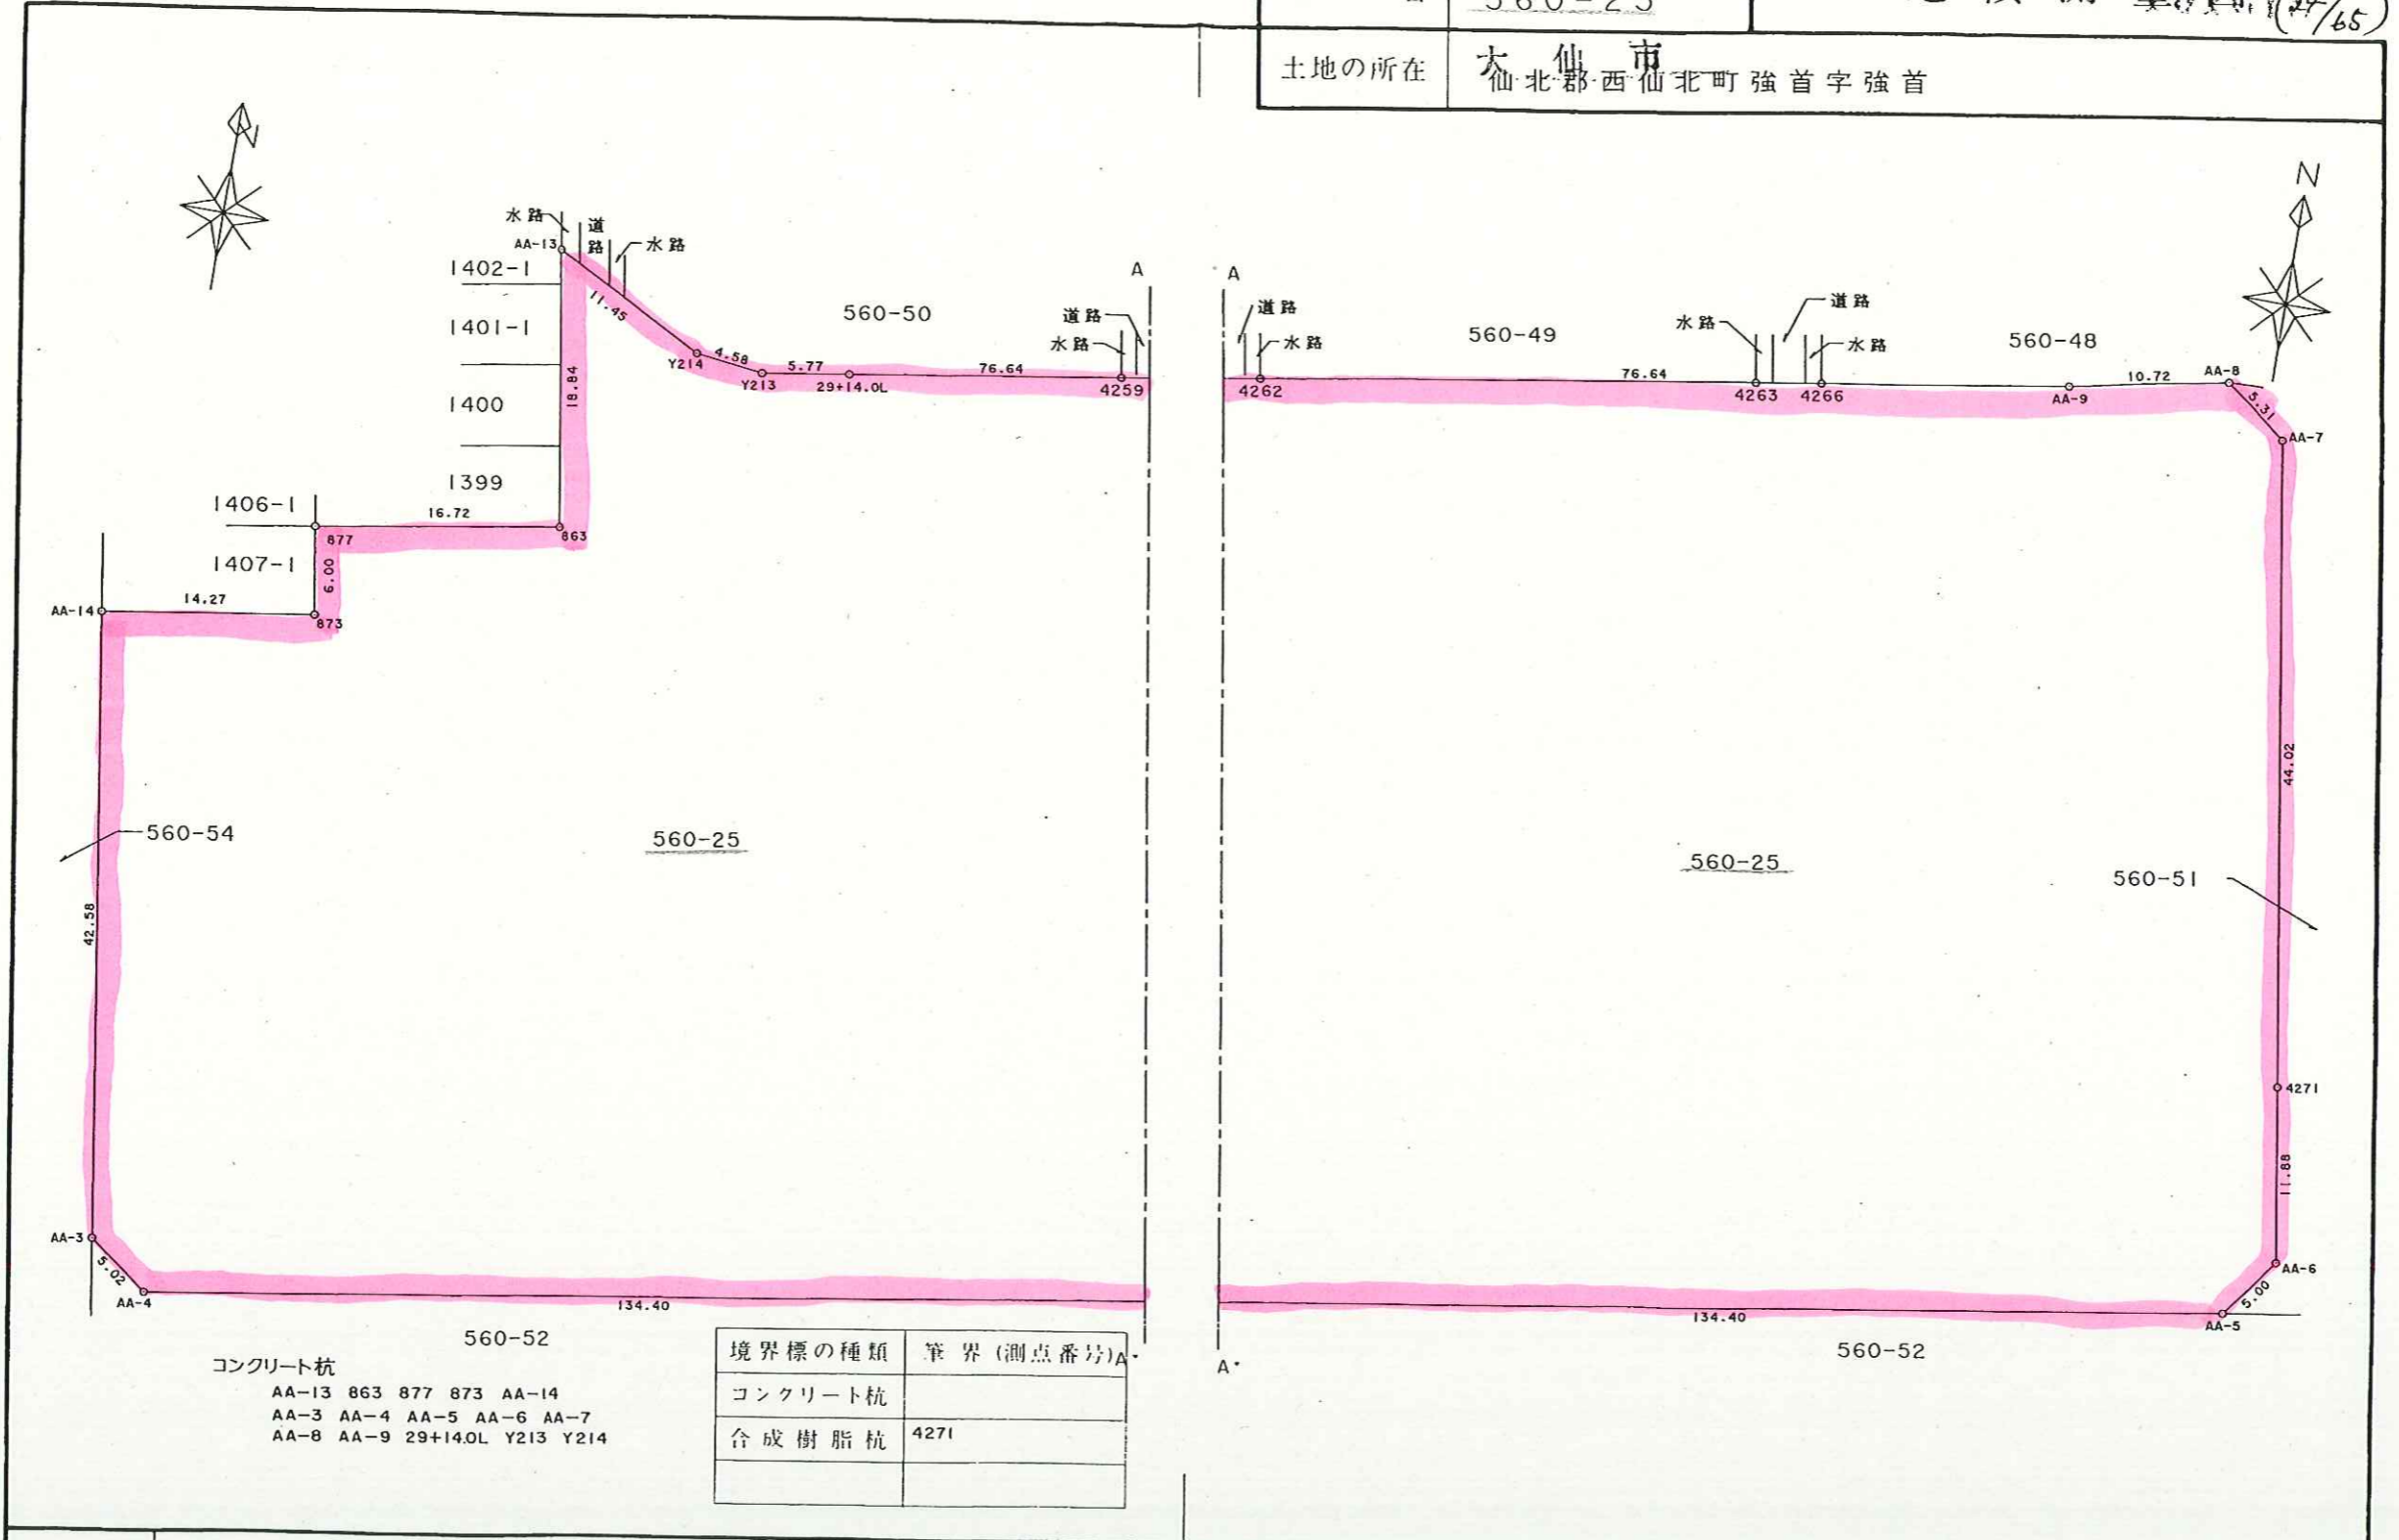 560-25
(24/65)
土地の所在
大仙市
仙北郡西仙北町強首字強首
N
N
水路
道路
水路
AA-13
1402-1
11.45
560-50
A
A
道路
水路
道路
水路
560-49
水路
道路
水路
560-48
1401-1
Y214
4.58
Y213
5.77
29+14.0L
76.64
4259
4262
76.64
4263
4266
AA-9
10.72
AA-8
5.31
AA-7
1400
18.84
1399
1406-1
16.72
877
863
1407-1
6.00
AA-14
14.27
873
44.02
560-54
560-25
560-25
560-51
42.58
4271
11.88
AA-3
5.02
AA-4
134.40
134.40
AA-6
5.00
AA-5
560-52
560-52
コンクリート杭
AA-13 863 877 873 AA-14
AA-3 AA-4 AA-5 AA-6 AA-7
AA-8 AA-9 29+14.0L Y213 Y214
境界標の種類 筆界(測点番号)
コンクリート杭
合成樹脂杭 4271
A'
A'